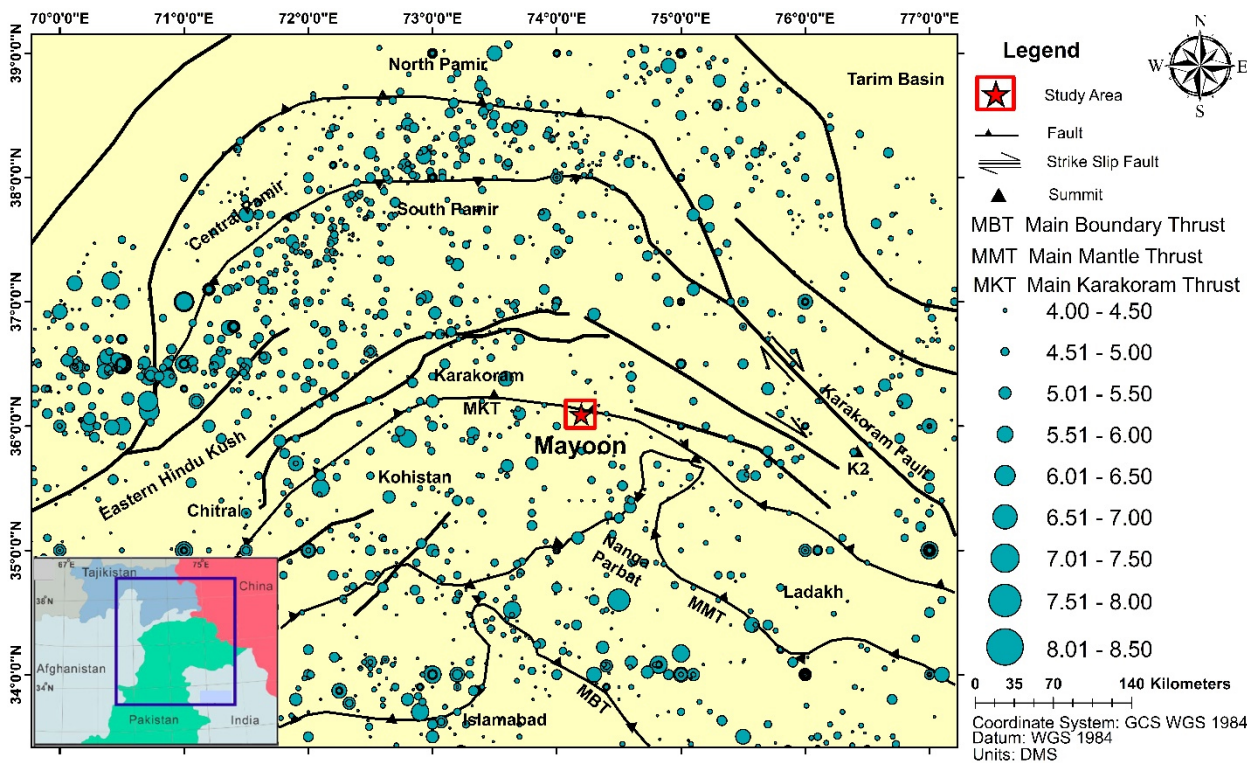 70°00'0"E 71°0'0"E 72°0'0"E 73°0'0"E 74°0'0"E 75°0'0"E 76°0'0"E 77°0'0"E
39°0'0"N
38°0'0"N
37°0'0"N
36°0'0"N
35°0'0"N
34°0'0"N
North Pamir
Tarim Basin
Central Pamir
South Pamir
Karakoram
MKT
Mayoon
Karakoram Fault
K2
Eastern Hindu Kush
Kohistan
Chitral
Nanga
Parbat
Ladakh
MMT
MBT
Islamabad
67°E 75°E
Tajikistan
China
38°N 38°N
Afghanistan
34°N 34°N
Pakistan
India
Legend
N
W E
S
Study Area
Fault
Strike Slip Fault
Summit
MBT Main Boundary Thrust
MMT Main Mantle Thrust
MKT Main Karakoram Thrust
4.00 - 4.50
4.51 - 5.00
5.01 - 5.50
5.51 - 6.00
6.01 - 6.50
6.51 - 7.00
7.01 - 7.50
7.51 - 8.00
8.01 - 8.50
0 35 70 140 Kilometers
Coordinate System: GCS WGS 1984
Datum: WGS 1984
Units: DMS